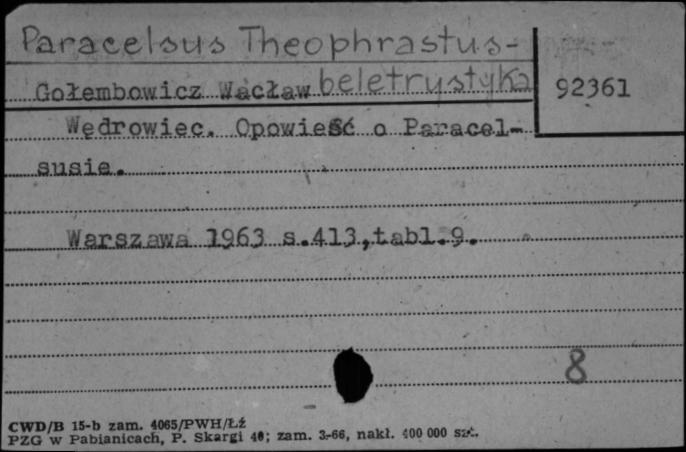 Paracelsus Theophrastus-
beletrystyka
Gołembowicz Wacław
92361
Wędrowiec. Opowieść o Paracel-
susie.
Warszawa 1963 s.413,tabl.9.
8
CWD/B 15-b zam. 4065/PWH/Łź
PZG w Pabianicach, P. Skargi 40; zam. 3-66, nakł. 400 000 szt.